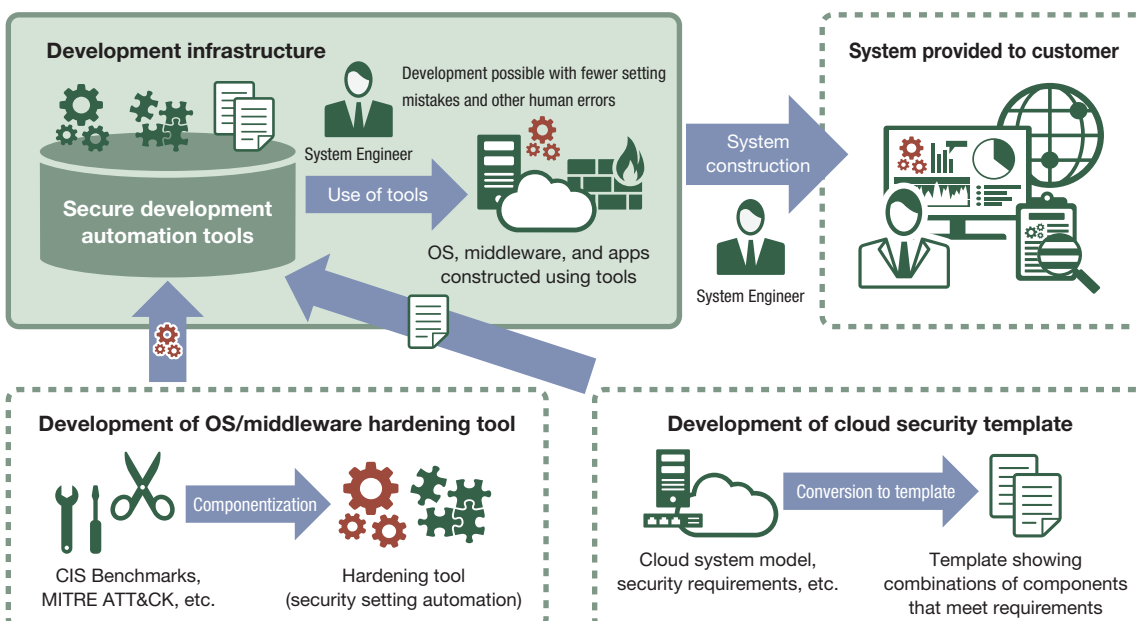 Development infrastructure
Development possible with fewer setting
mistakes and other human errors
System Engineer
Secure development
automation tools
Use of tools
OS, middleware, and apps
constructed using tools
System
construction
System Engineer
System provided to customer
Development of OS/middleware hardening tool
Componentization
CIS Benchmarks,
MITRE ATT&CK, etc.
Hardening tool
(security setting automation)
Development of cloud security template
Conversion to template
Cloud system model,
security requirements, etc.
Template showing
combinations of components
that meet requirements